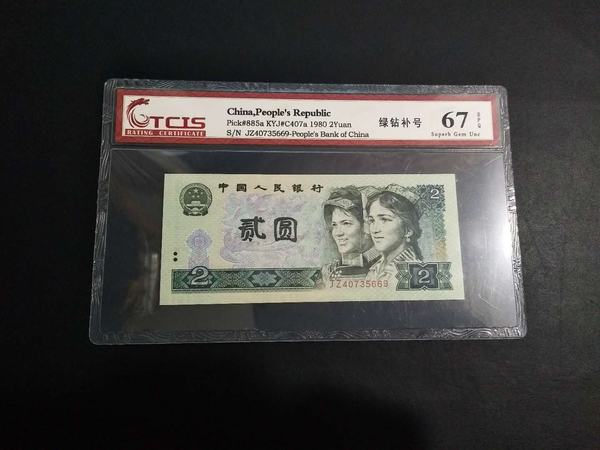 TCIS
RATING CERTIFICATE
China,People's Republic
Pick#885a KYJ#C407a 1980 2Yuan
S/N JZ40735669-People's Bank of China
绿钻补号
67 EPQ
Superb Gem Unc
中国人民银行
2
贰圆
2
2
JZ40735669